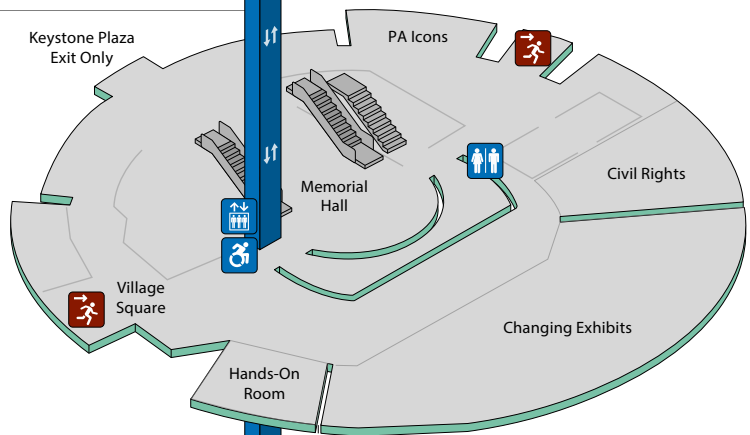 Keystone Plaza
Exit Only
PA Icons
Civil Rights
Memorial
Hall
Village
Square
Changing Exhibits
Hands-On
Room